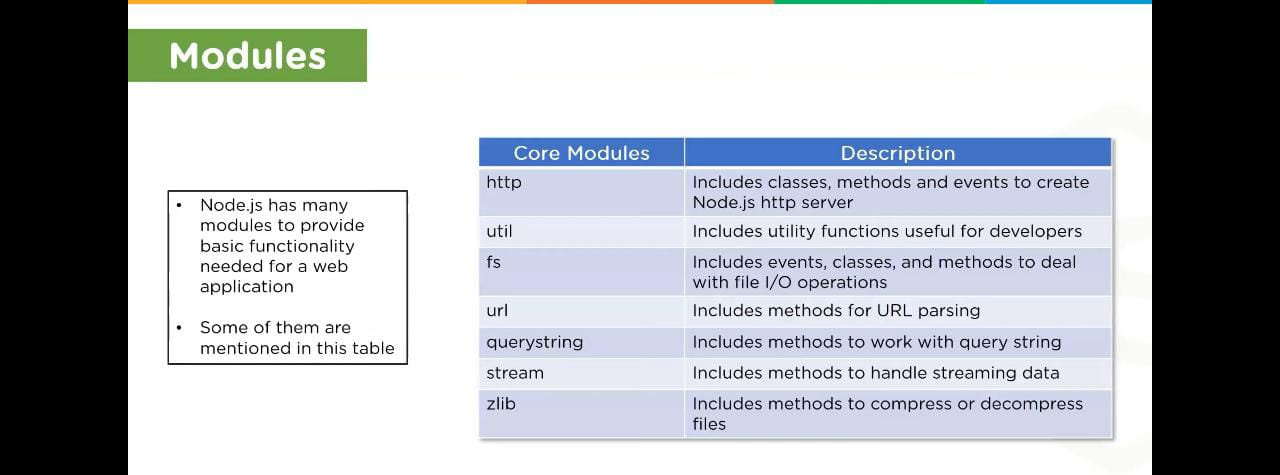 Modules
• Node.js has many
modules to provide
basic functionality
needed for a web
application
• Some of them are
mentioned in this table
Core Modules Description
http Includes classes, methods and events to create
Node.js http server
util Includes utility functions useful for developers
fs Includes events, classes, and methods to deal
with file I/O operations
url Includes methods for URL parsing
querystring Includes methods to work with query string
stream Includes methods to handle streaming data
zlib Includes methods to compress or decompress
files